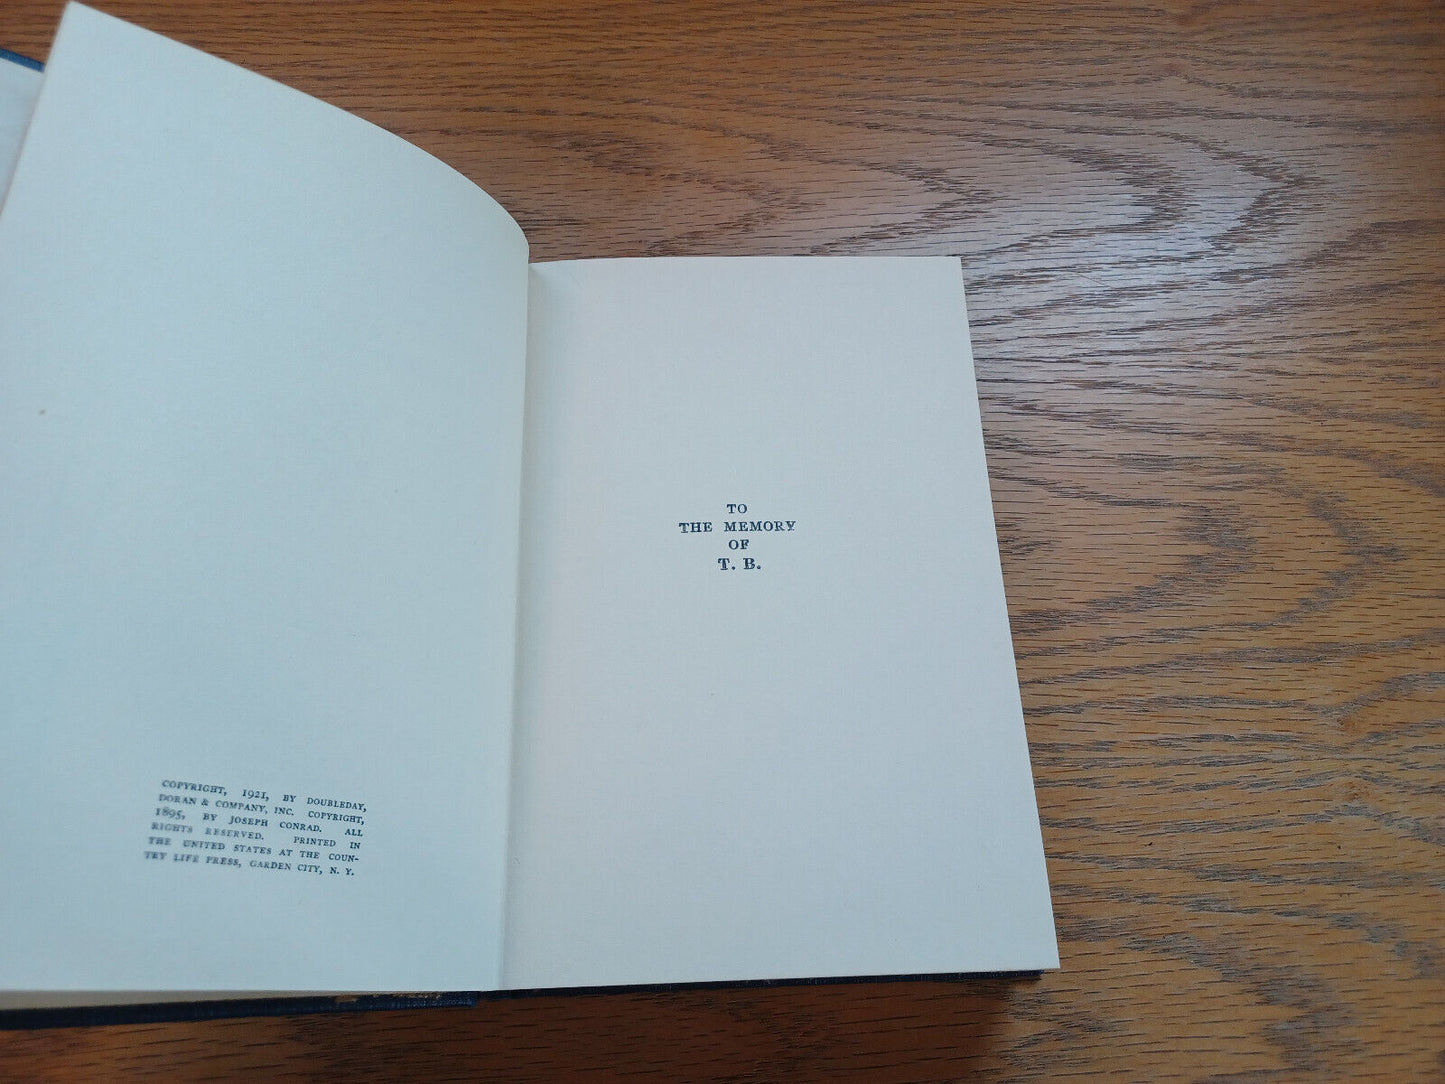 COPYRIGHT, 1921, BY DOUBLEDAY,
DORAN & COMPANY, INC. COPYRIGHT,
1895, BY JOSEPH CONRAD. ALL
RIGHTS RESERVED. PRINTED IN
THE UNITED STATES AT THE COUN-
TRY LIFE PRESS, GARDEN CITY, N. Y.
TO
THE MEMORY
OF
T. B.